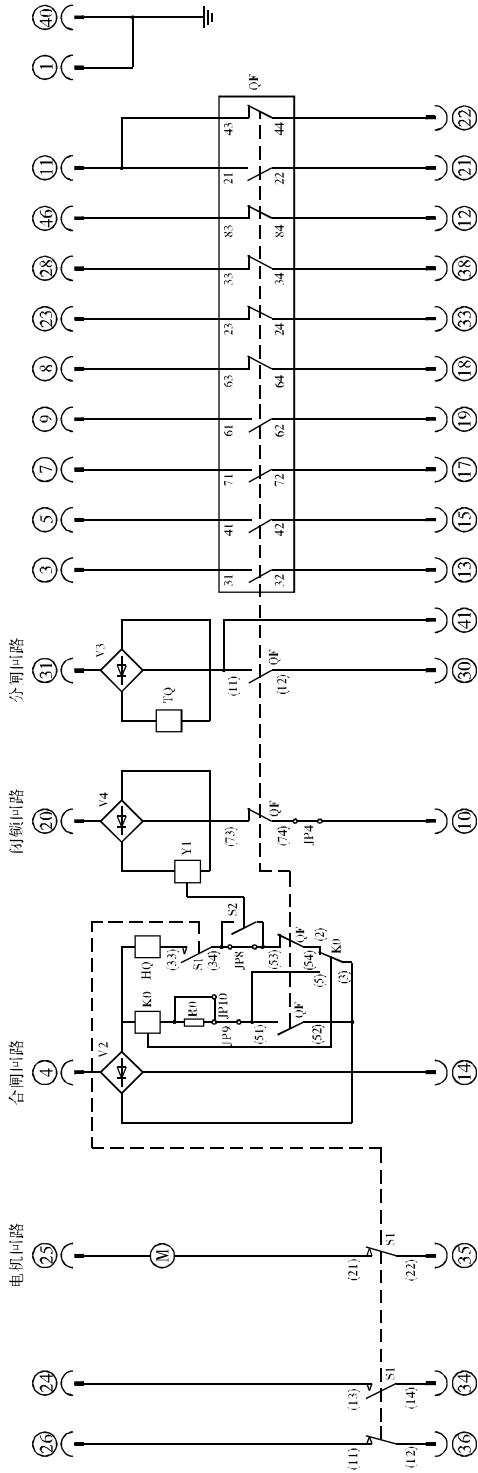 电机回路 合闸回路 闭锁回路 分闸回路
26 24 25 4 20 31 3 5 7 9 8 23 28 46 11 1 40
V2 V4 V3
K0 HQ
M TQ
(33)
Y1
R0 S1
(34)
JP10
JP9 JP8 S2
(73) (11)
31 41 71 61 63 23 33 83 21 43
QF
(51) (53)
QF QF QF QF
32 42 72 62 64 24 34 84 22 44
(74) (12)
JP4
(52) (5) (54) (2)
K0
(3)
(11) (13) (21)
S1 S1
(12) (14) (22)
36 34 35 14 10 30 41 13 15 17 19 18 33 38 12 21 22